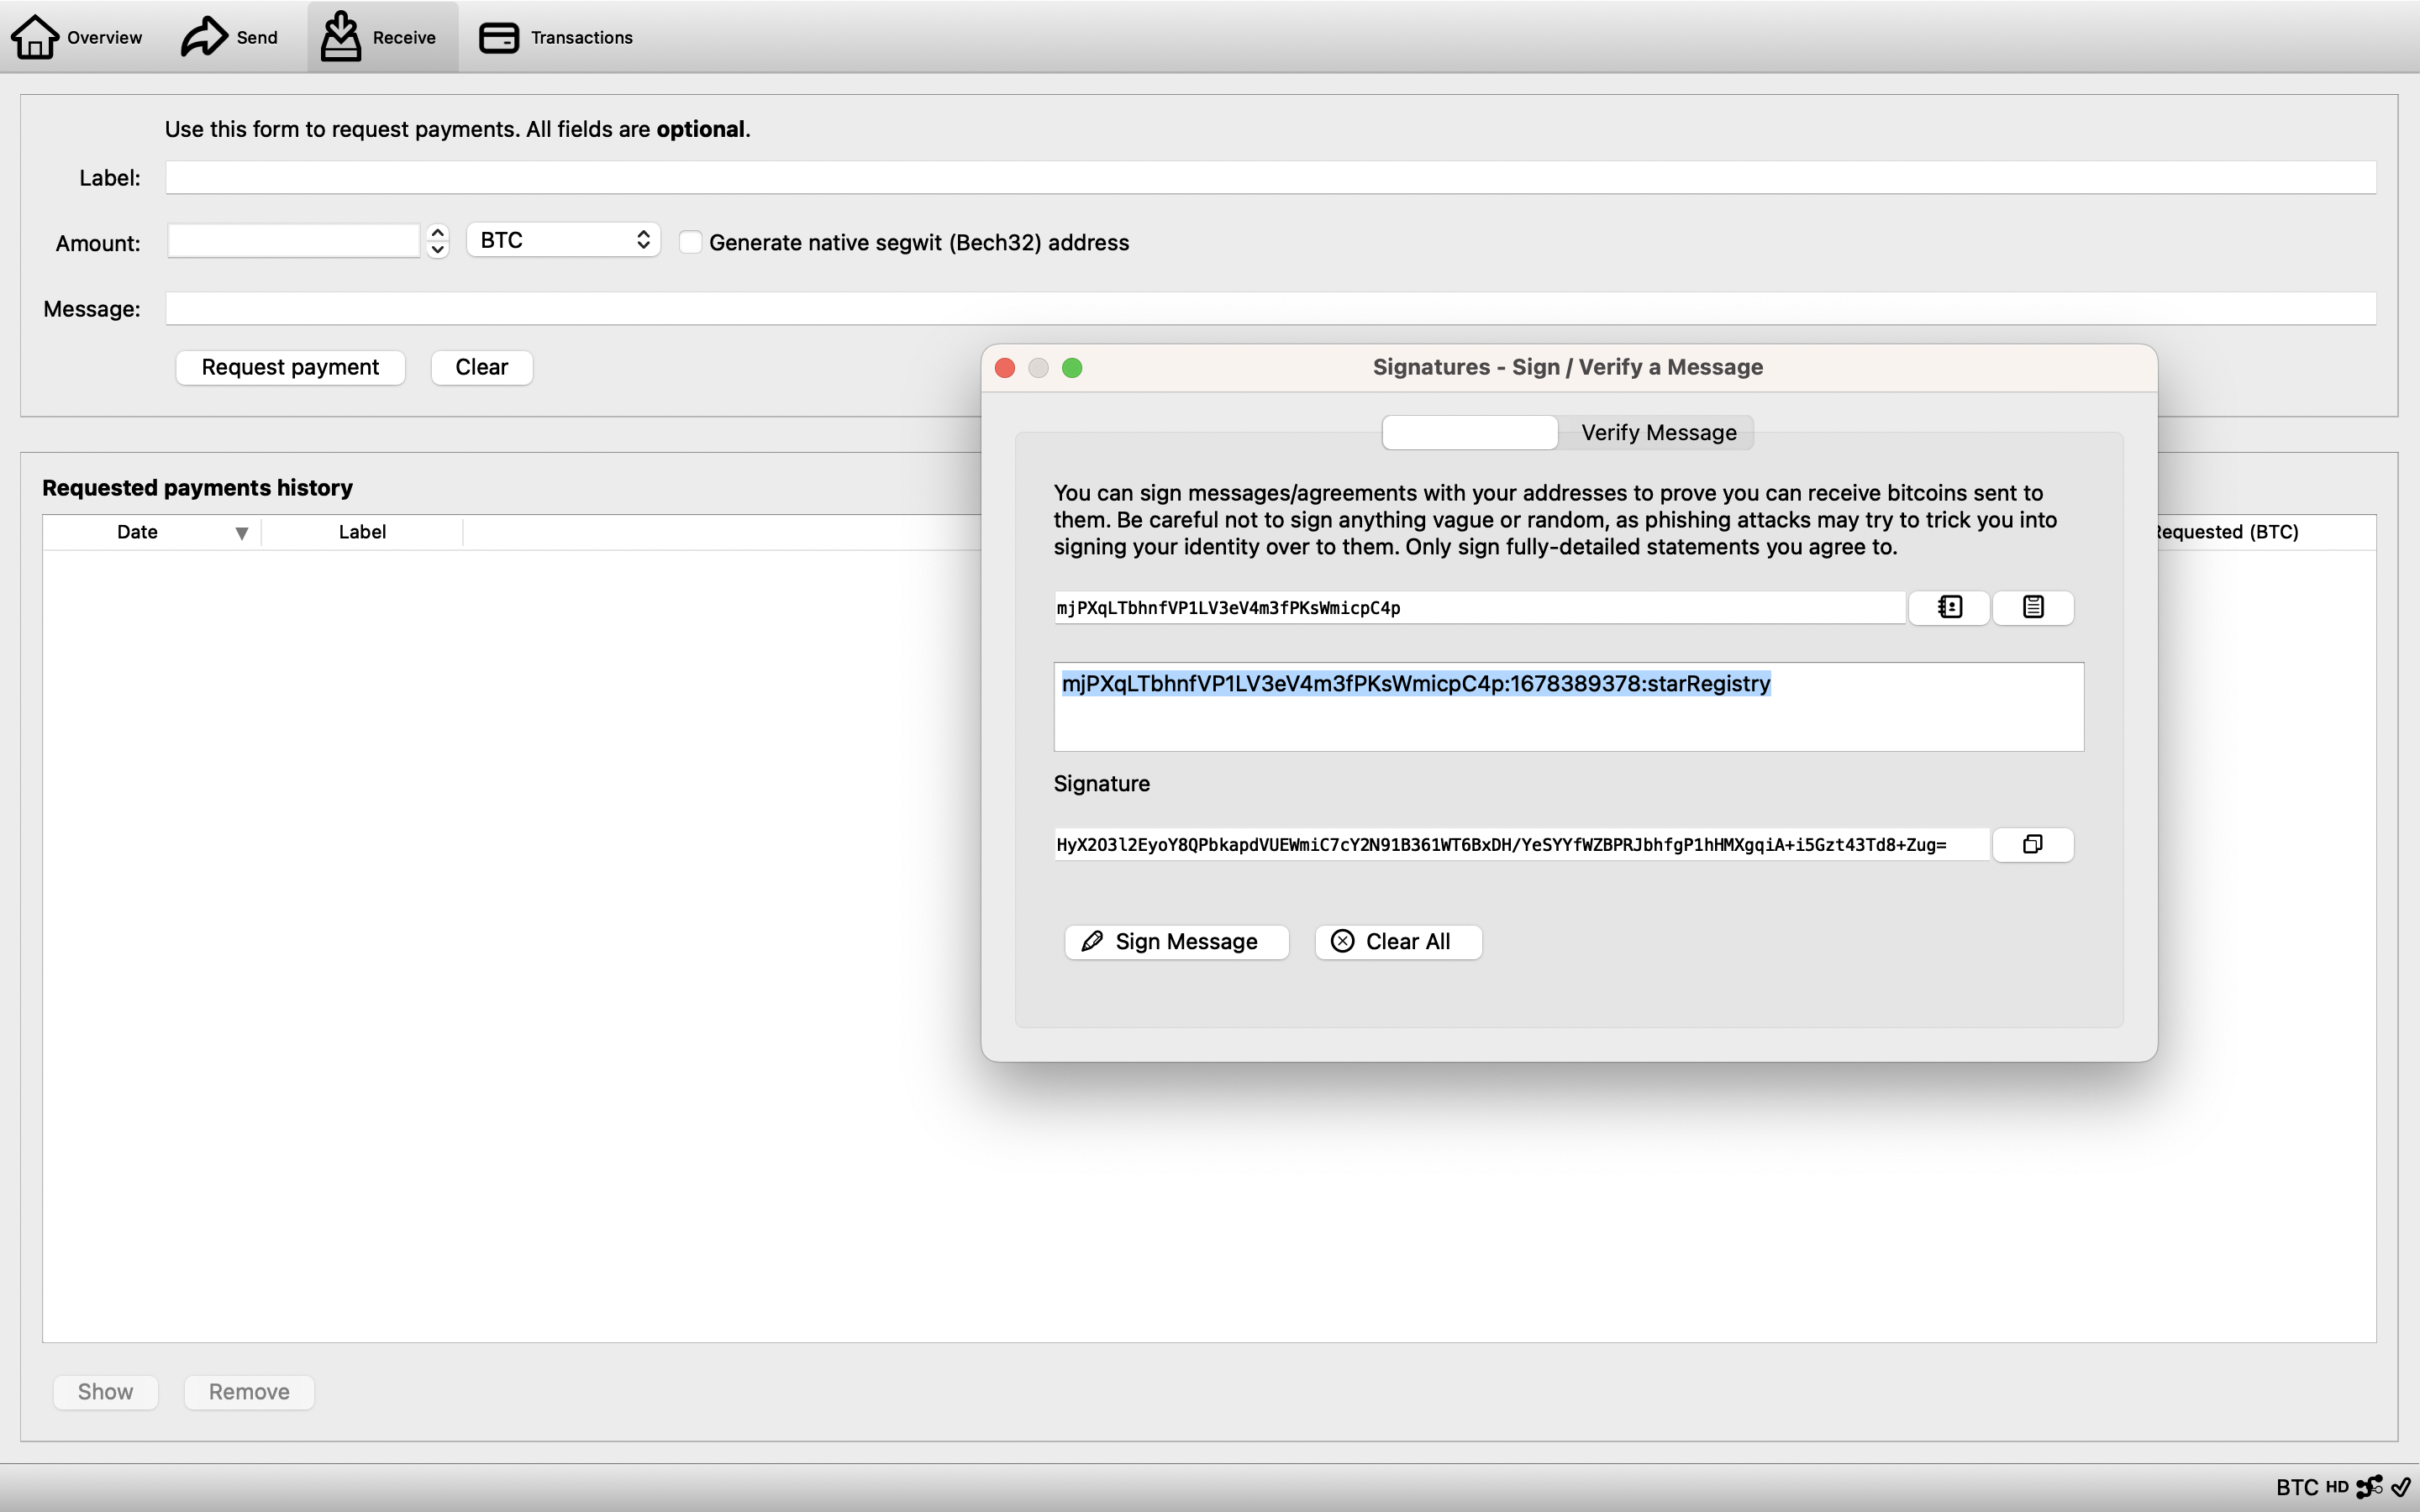 Overview
Send
Receive
Transactions
Use this form to request payments. All fields are optional.
Label:
Amount:
BTC
Generate native segwit (Bech32) address
Message:
Request payment
Clear
Requested payments history
Date
Label
Requested (BTC)
Signatures - Sign / Verify a Message
Verify Message
You can sign messages/agreements with your addresses to prove you can receive bitcoins sent to
them. Be careful not to sign anything vague or random, as phishing attacks may try to trick you into
signing your identity over to them. Only sign fully-detailed statements you agree to.
mjPXqLTbhnfVP1LV3eV4m3fPKsWmicpC4p
mjPXqLTbhnfVP1LV3eV4m3fPKsWmicpC4p:1678389378:starRegistry
Signature
HyX2O3l2EyoY8QPbkapdVUEWmiC7cY2N91B361WT6BxDH/YeSYYfWZBPRJbhfgP1hHMXgqiA+i5Gzt43Td8+Zug=
Sign Message
Clear All
Show
Remove
BTC HD